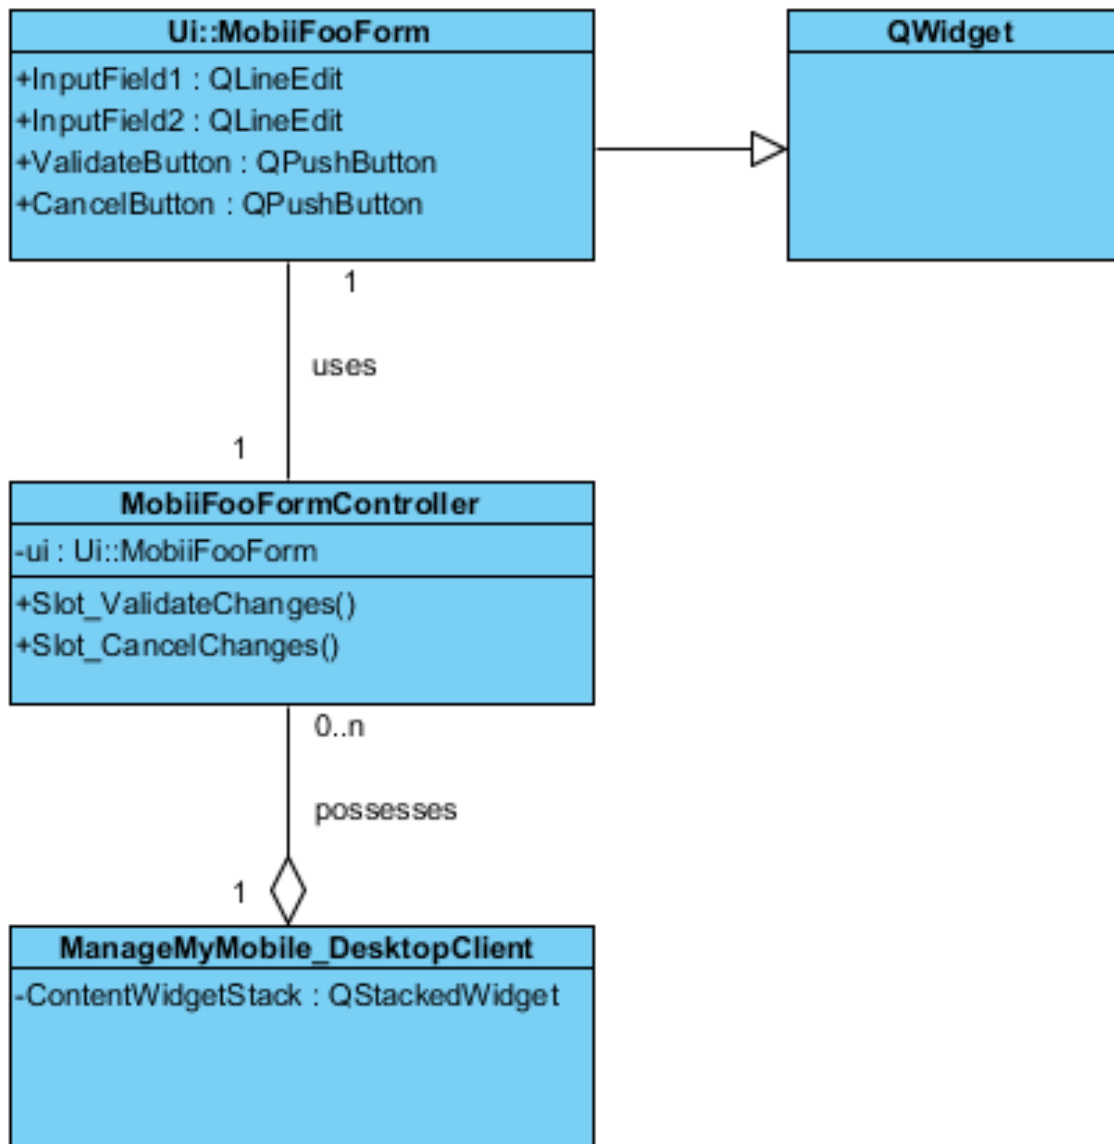 Ui::MobiiFooForm
+InputField1 : QLineEdit
+InputField2 : QLineEdit
+ValidateButton : QPushButton
+CancelButton : QPushButton
QWidget
1
uses
1
MobiiFooFormController
-ui : Ui::MobiiFooForm
+Slot_ValidateChanges()
+Slot_CancelChanges()
0..n
possesses
1
ManageMyMobile_DesktopClient
-ContentWidgetStack : QStackedWidget